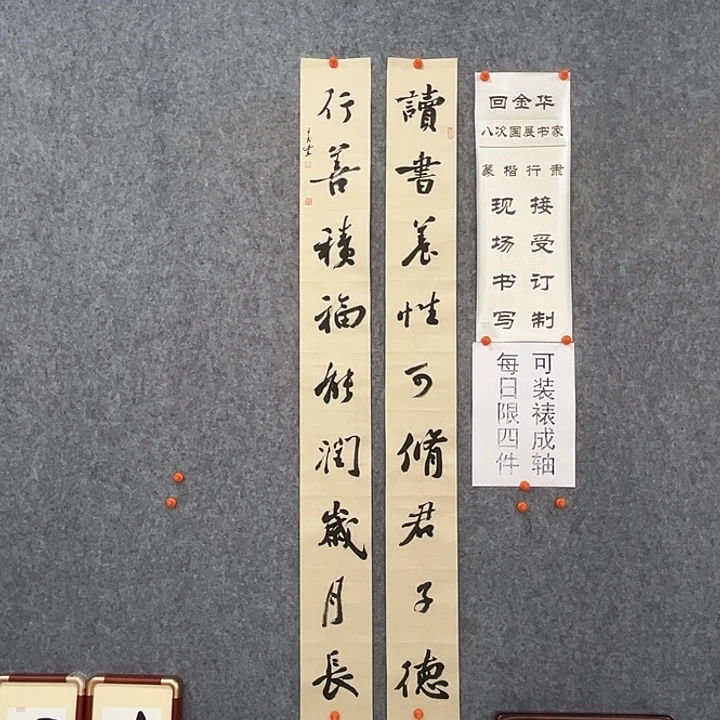 讀書養性可脩君子德
行善積福能潤歲月長
回金华
八次国展书家
篆楷行肃
接受订制
现场书写
可装裱成轴
每日限四件